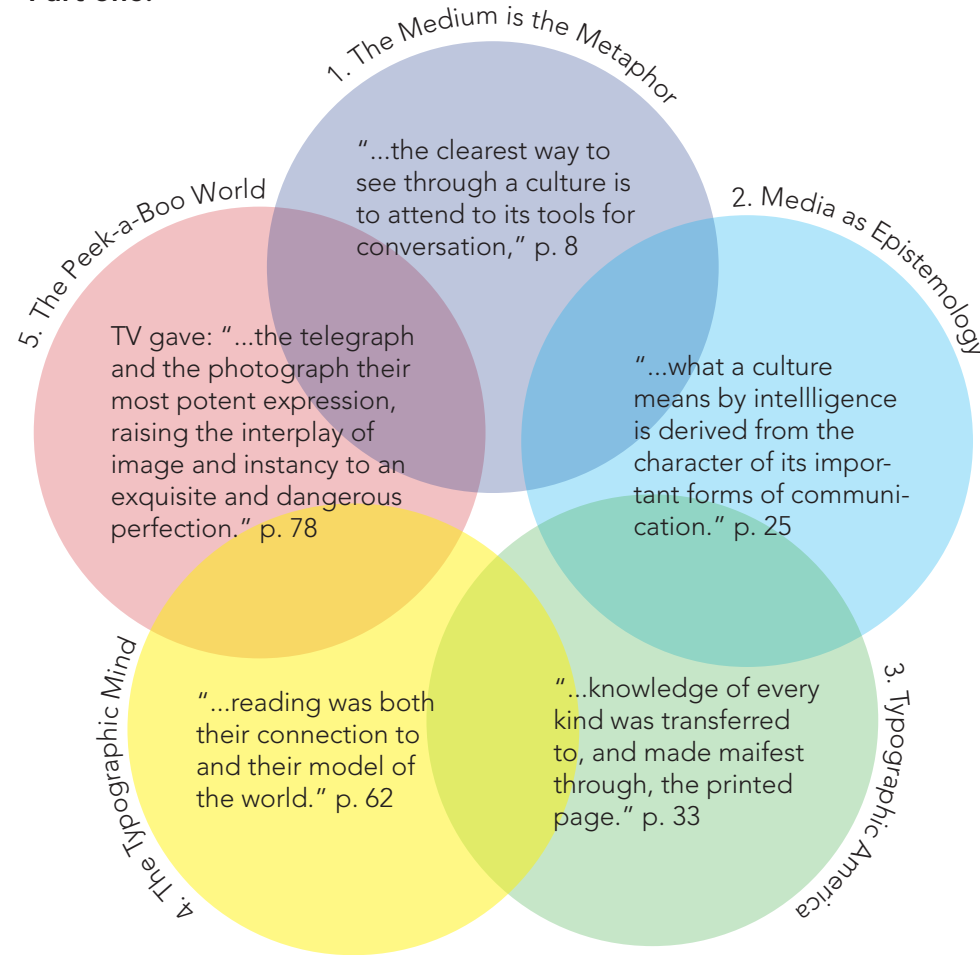 Part one:
1. The Medium is the Metaphor
“...the clearest way to
see through a culture is
to attend to its tools for
conversation,” p. 8
2. Media as Epistemology
“...what a culture
means by intellligence
is derived from the
character of its impor-
tant forms of communi-
cation.” p. 25
3. Typographic America
“...knowledge of every
kind was transferred
to, and made maifest
through, the printed
page.” p. 33
4. The Typographic Mind
“...reading was both
their connection to
and their model of
the world.” p. 62
5. The Peek-a-Boo World
TV gave: “...the telegraph
and the photograph their
most potent expression,
raising the interplay of
image and instancy to an
exquisite and dangerous
perfection.” p. 78